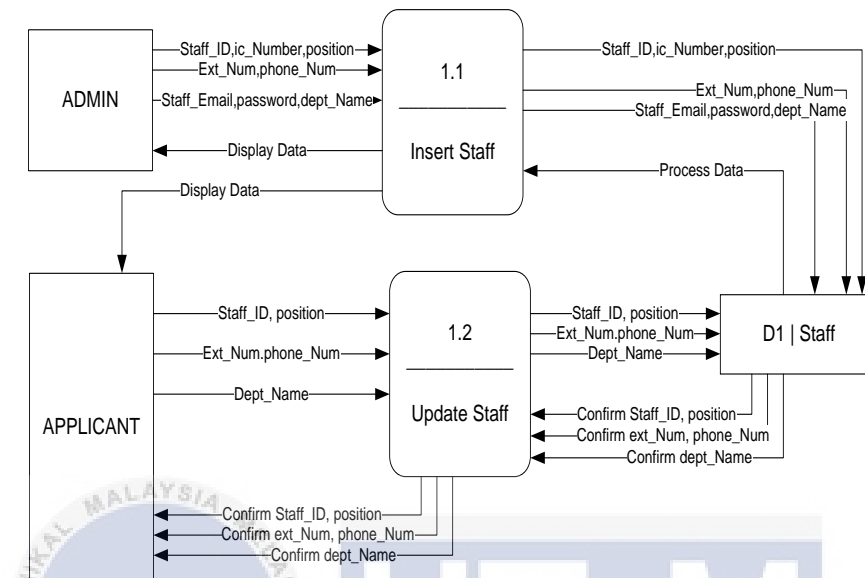 ADMIN
Staff_ID,ic_Number,position
Ext_Num,phone_Num
Staff_Email,password,dept_Name
Display Data
Display Data
1.1
Insert Staff
Staff_ID,ic_Number,position
Ext_Num,phone_Num
Staff_Email,password,dept_Name
Process Data
APPLICANT
Staff_ID, position
Ext_Num.phone_Num
Dept_Name
1.2
Update Staff
Staff_ID, position
Ext_Num.phone_Num
Dept_Name
D1 | Staff
Confirm Staff_ID, position
Confirm ext_Num, phone_Num
Confirm dept_Name
Confirm Staff_ID, position
Confirm ext_Num, phone_Num
Confirm dept_Name
MALAYSIA